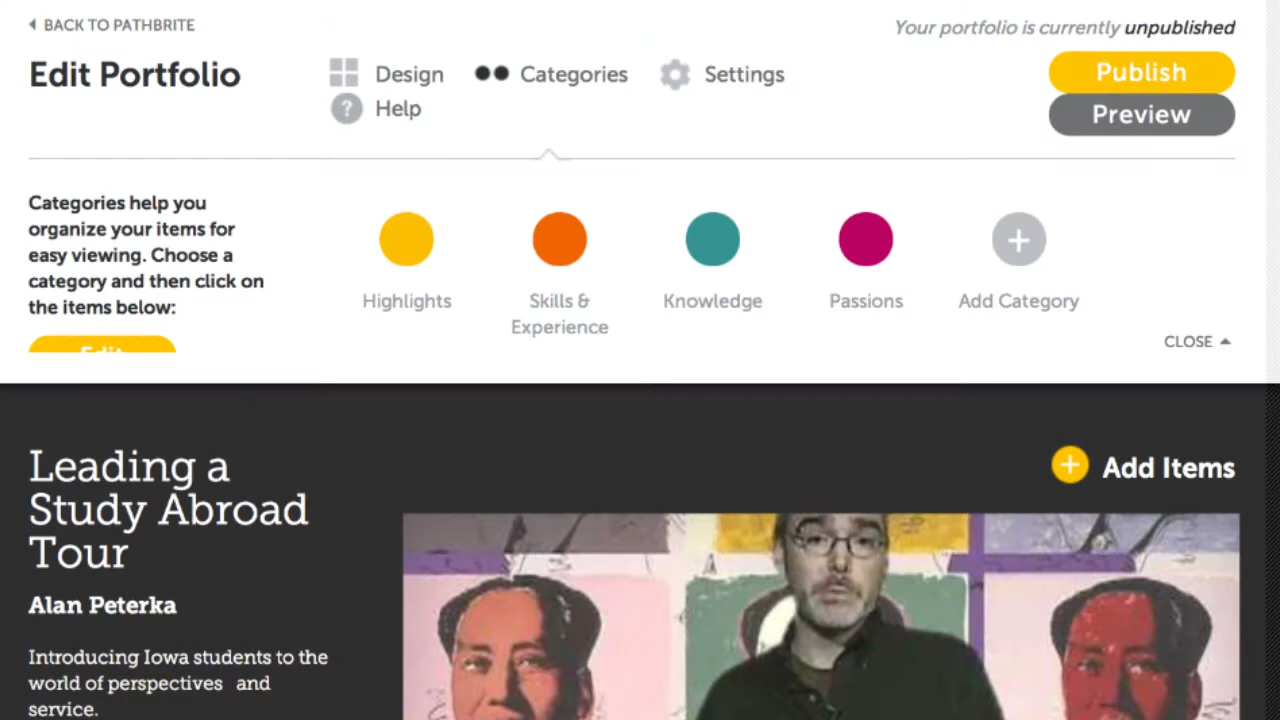 BACK TO PATHBRITE
Your portfolio is currently unpublished
Edit Portfolio
Design
Categories
Settings
Help
Publish
Preview
Categories help you
organize your items for
easy viewing. Choose a
category and then click on
the items below:
Edit
Highlights
Skills &
Experience
Knowledge
Passions
Add Category
CLOSE
Leading a
Study Abroad
Tour
Add Items
Alan Peterka
Introducing Iowa students to the
world of perspectives and
service.